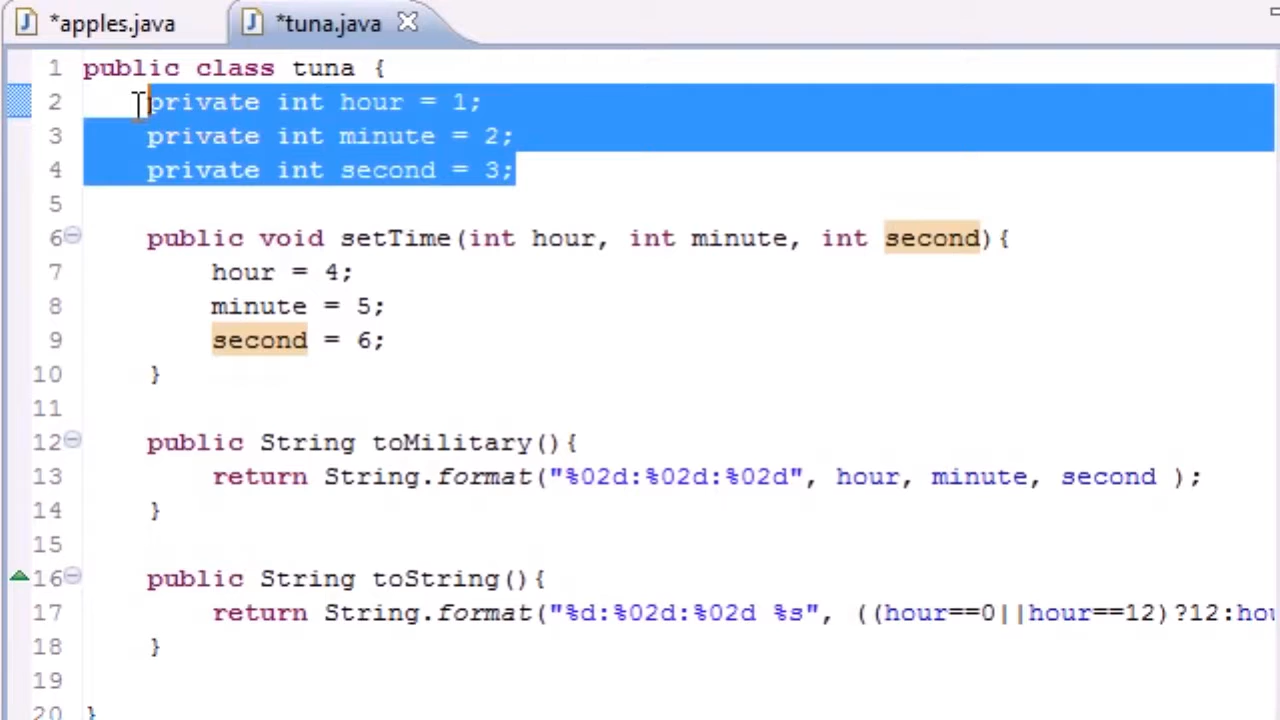 *apples.java
*tuna.java
1 public class tuna {
2 private int hour = 1;
3 private int minute = 2;
4 private int second = 3;
5
6 public void setTime(int hour, int minute, int second){
7 hour = 4;
8 minute = 5;
9 second = 6;
10 }
11
12 public String toMilitary(){
13 return String.format("%02d:%02d:%02d", hour, minute, second );
14 }
15
16 public String toString(){
17 return String.format("%d:%02d:%02d %s", ((hour==0||hour==12)?12:hou
18 }
19
20 }